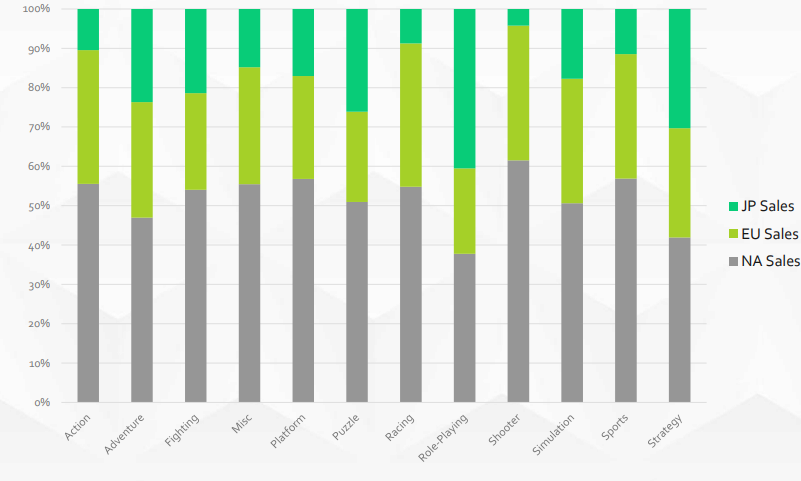 100%
90%
80%
70%
60%
50%
40%
30%
20%
10%
0%
Action
Adventure
Fighting
Misc
Platform
Puzzle
Racing
Role-Playing
Shooter
Simulation
Sports
Strategy
JP Sales
EU Sales
NA Sales